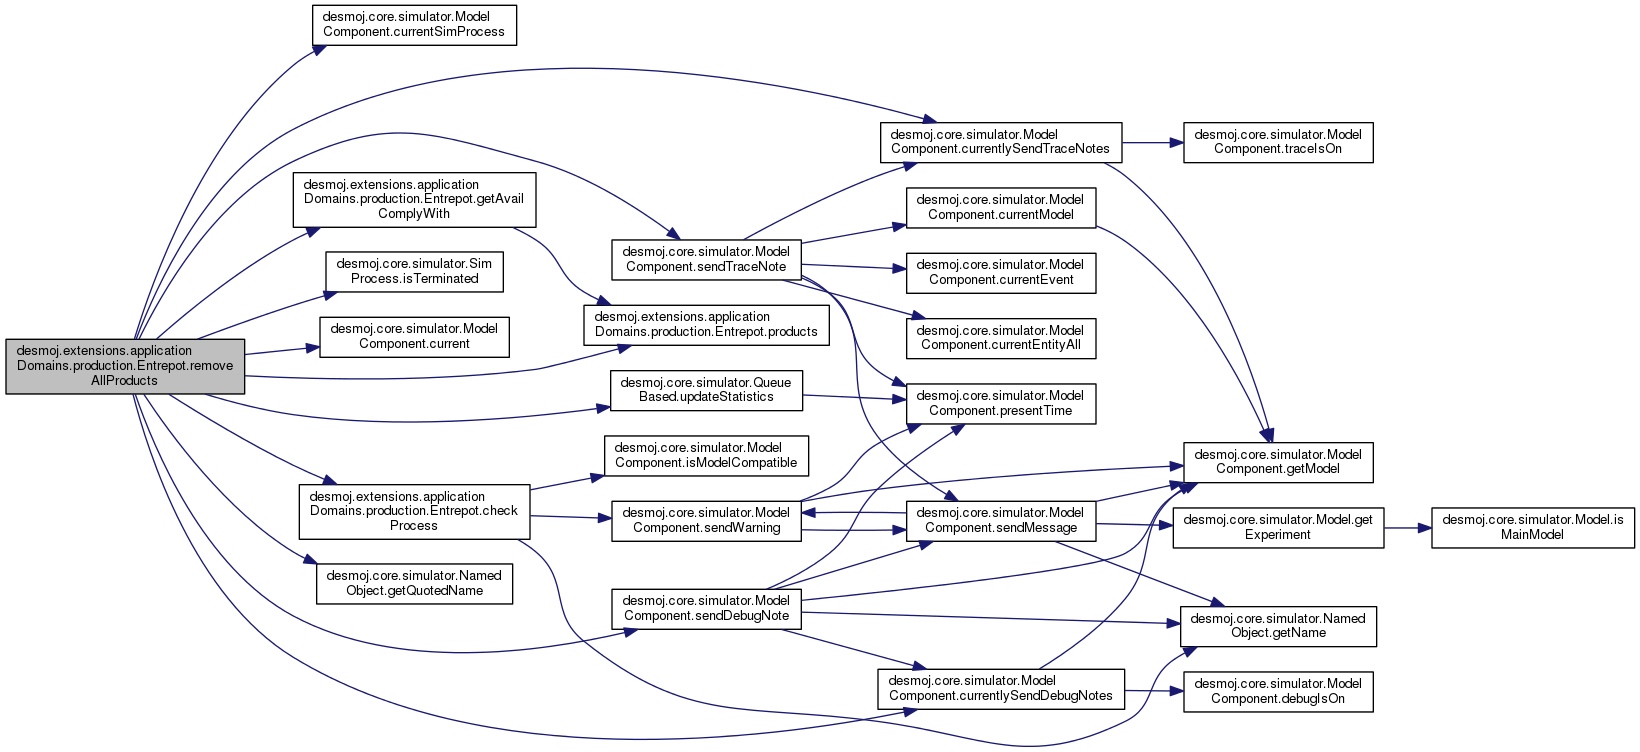 desmoj.core.simulator.Model
Component.currentSimProcess
desmoj.core.simulator.Model
Component.currentlySendTraceNotes
desmoj.core.simulator.Model
Component.traceIsOn
desmoj.extensions.application
Domains.production.Entrepot.getAvail
ComplyWith
desmoj.core.simulator.Model
Component.currentModel
desmoj.core.simulator.Model
Component.sendTraceNote
desmoj.core.simulator.Sim
Process.isTerminated
desmoj.core.simulator.Model
Component.currentEvent
desmoj.extensions.application
Domains.production.Entrepot.products
desmoj.core.simulator.Model
Component.current
desmoj.core.simulator.Model
Component.currentEntityAll
desmoj.extensions.application
Domains.production.Entrepot.remove
AllProducts
desmoj.core.simulator.Queue
Based.updateStatistics
desmoj.core.simulator.Model
Component.presentTime
desmoj.core.simulator.Model
Component.isModelCompatible
desmoj.core.simulator.Model
Component.getModel
desmoj.extensions.application
Domains.production.Entrepot.check
Process
desmoj.core.simulator.Model
Component.sendWarning
desmoj.core.simulator.Model
Component.sendMessage
desmoj.core.simulator.Model.get
Experiment
desmoj.core.simulator.Model.is
MainModel
desmoj.core.simulator.Named
Object.getQuotedName
desmoj.core.simulator.Model
Component.sendDebugNote
desmoj.core.simulator.Named
Object.getName
desmoj.core.simulator.Model
Component.currentlySendDebugNotes
desmoj.core.simulator.Model
Component.debugIsOn